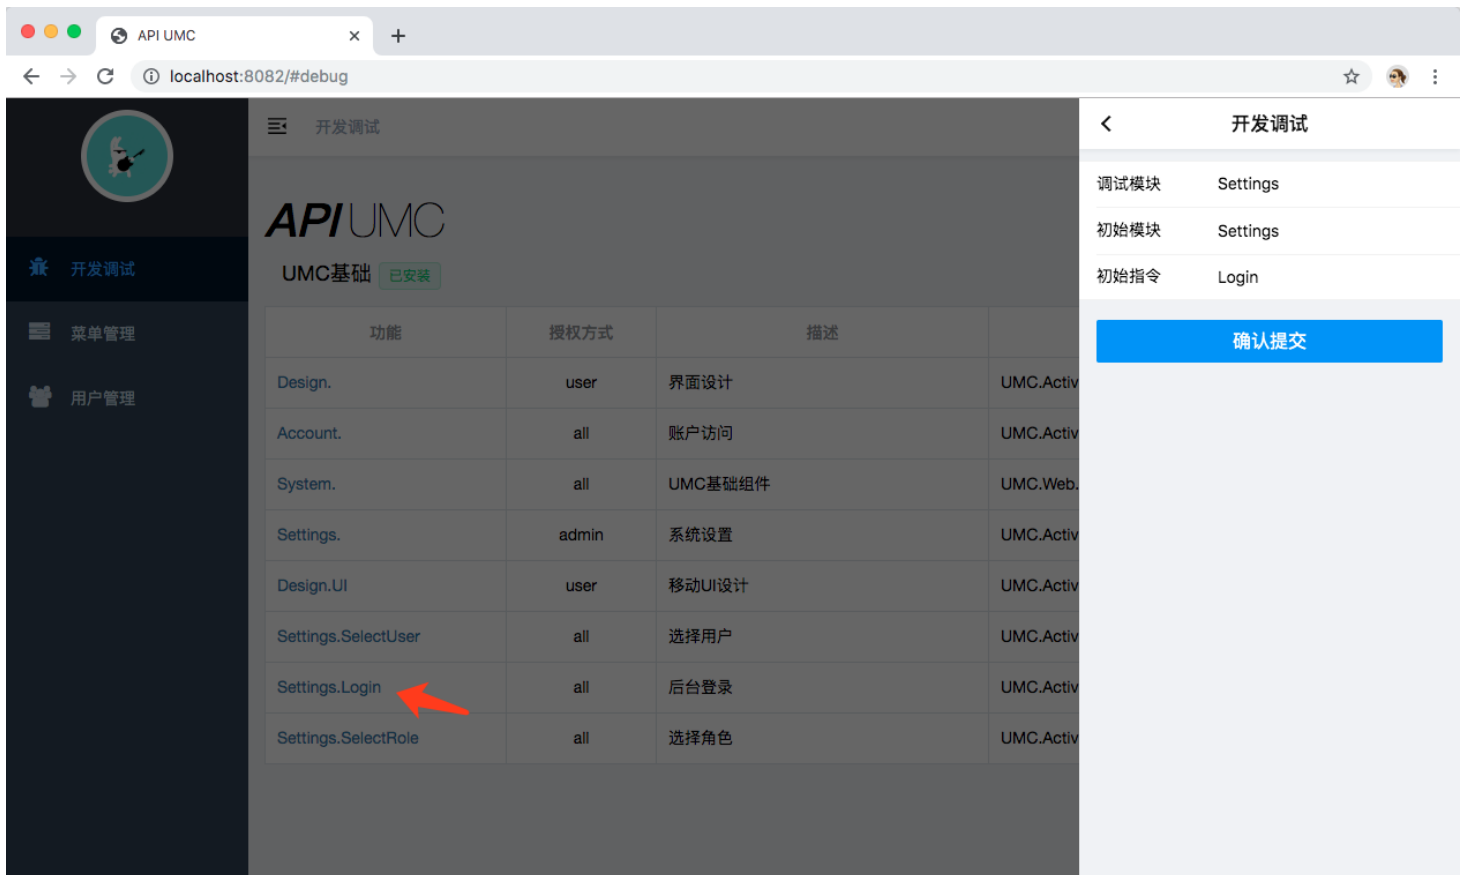 API UMC
localhost:8082/#debug
开发调试
菜单管理
用户管理
开发调试
API UMC
UMC基础 已安装
功能 授权方式 描述
Design. user 界面设计 UMC.Activ
Account. all 账户访问 UMC.Activ
System. all UMC基础组件 UMC.Web.
Settings. admin 系统设置 UMC.Activ
Design.UI user 移动UI设计 UMC.Activ
Settings.SelectUser all 选择用户 UMC.Activ
Settings.Login all 后台登录 UMC.Activ
Settings.SelectRole all 选择角色 UMC.Activ
开发调试
调试模块 Settings
初始模块 Settings
初始指令 Login
确认提交